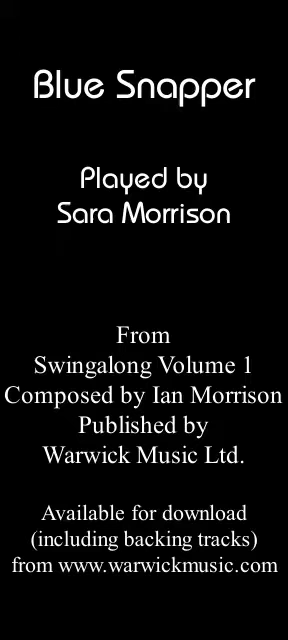 Blue Snapper
Played by
Sara Morrison
From
Swingalong Volume 1
Composed by Ian Morrison
Published by
Warwick Music Ltd.
Available for download
(including backing tracks)
from www.warwickmusic.com